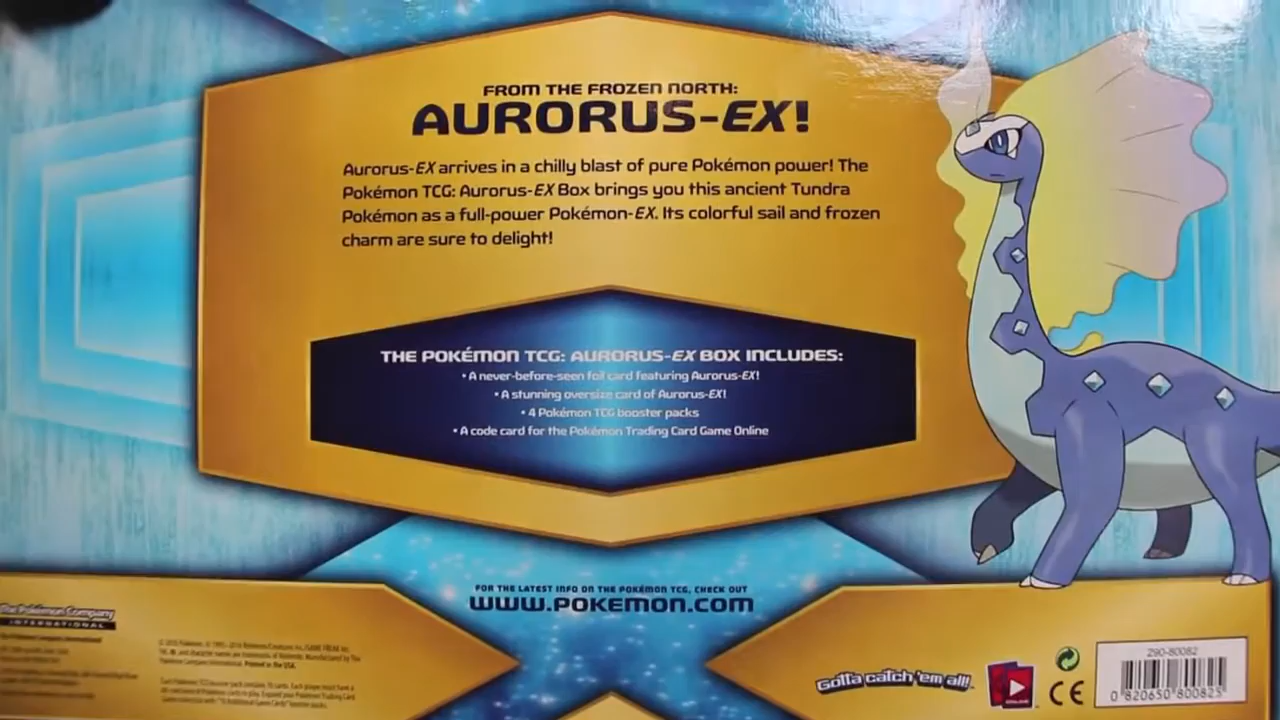 FROM THE FROZEN NORTH:
AURORUS-EX!
Aurorus-EX arrives in a chilly blast of pure Pokémon power! The
Pokémon TCG: Aurorus-EX Box brings you this ancient Tundra
Pokémon as a full-power Pokémon-EX. Its colorful sail and frozen
charm are sure to delight!
THE POKÉMON TCG: AURORUS-EX BOX INCLUDES:
• A never-before-seen foil card featuring Aurorus-EX!
• A stunning oversize card of Aurorus-EX!
• 4 Pokémon TCG booster packs
• A code card for the Pokémon Trading Card Game Online
FOR THE LATEST INFO ON THE POKÉMON TCG, CHECK OUT
WWW.POKEMON.COM
The Pokémon Company
INTERNATIONAL
Gotta catch 'em all!
ONLINE
CE
290-80082
0 820650 800825